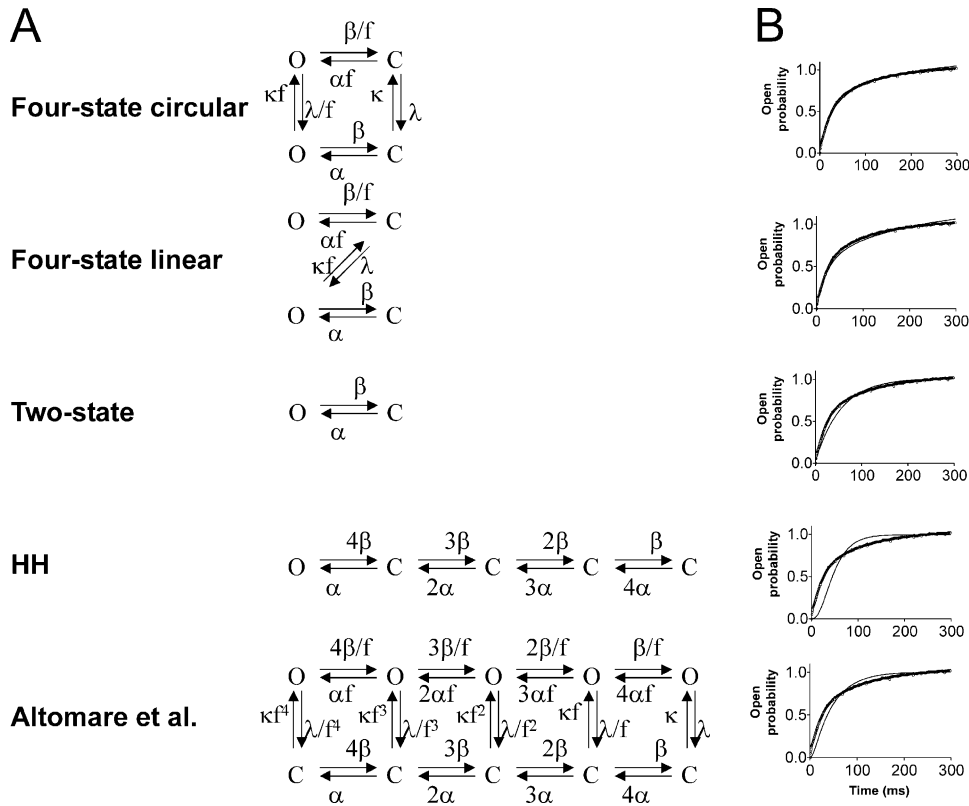 A
B
Four-state circular
O β/f C
αf
κf λ/f κ λ
O β C
α
Open probability
1.0
0.5
0.0
0 100 200 300
Four-state linear
O β/f C
αf
κf λ
O β C
α
Open probability
1.0
0.5
0.0
0 100 200 300
Two-state
O β C
α
Open probability
1.0
0.5
0.0
0 100 200 300
HH
4β 3β 2β β
O C C C C
α 2α 3α 4α
Open probability
1.0
0.5
0.0
0 100 200 300
Altomare et al.
4β/f 3β/f 2β/f β/f
O O O O O
αf 2αf 3αf 4αf
κf⁴ λ/f⁴ κf³ λ/f³ κf² λ/f² κf λ/f κ λ
4β 3β 2β β
C C C C C
α 2α 3α 4α
Open probability
1.0
0.5
0.0
0 100 200 300
Time (ms)